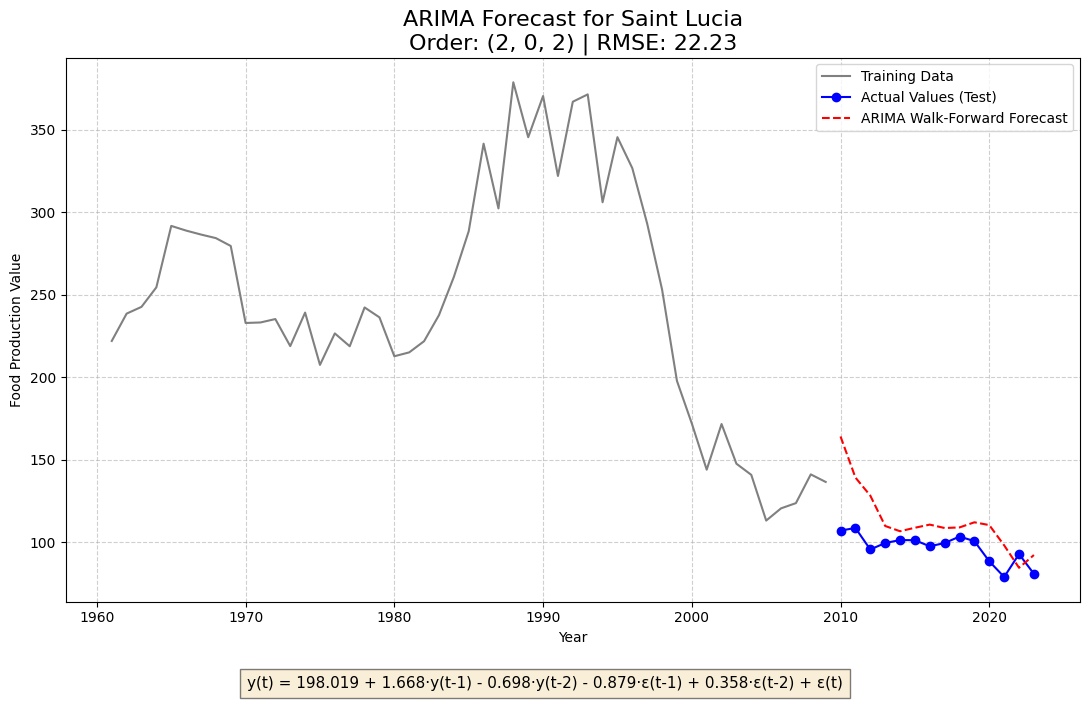 ARIMA Forecast for Saint Lucia
Order: (2, 0, 2) | RMSE: 22.23
Training Data
Actual Values (Test)
ARIMA Walk-Forward Forecast
Food Production Value
350
300
250
200
150
100
1960
1970
1980
1990
2000
2010
2020
Year
y(t) = 198.019 + 1.668·y(t-1) - 0.698·y(t-2) - 0.879·ε(t-1) + 0.358·ε(t-2) + ε(t)